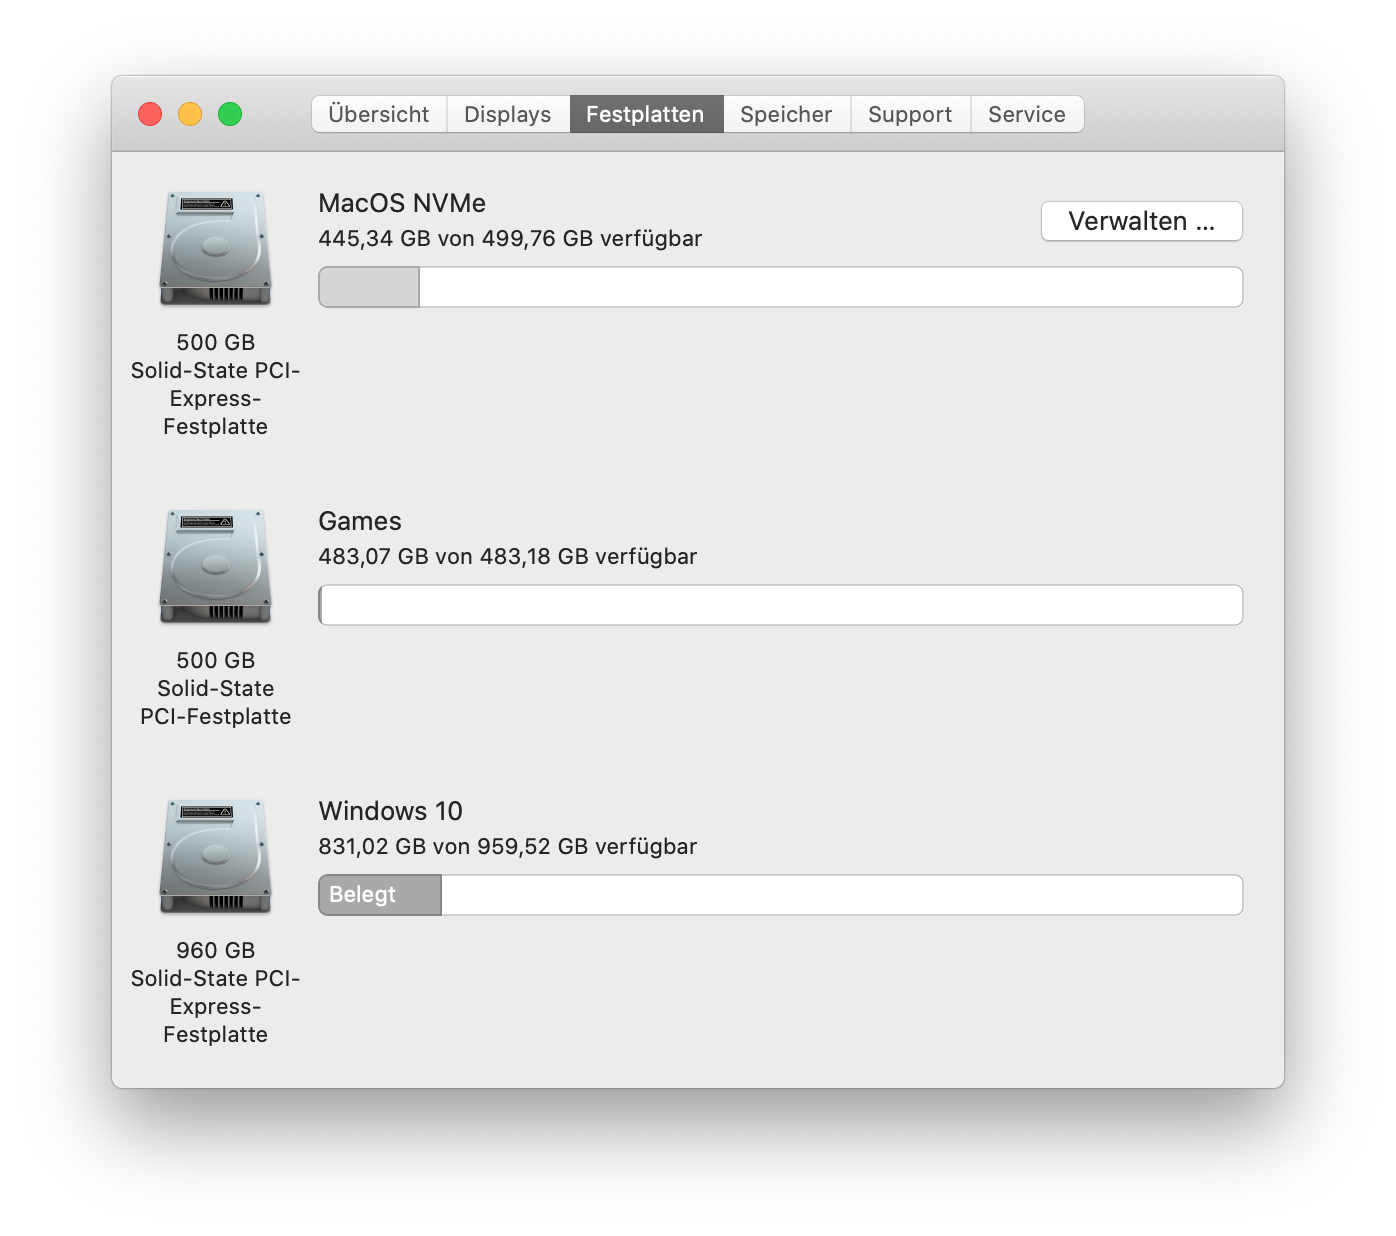 Übersicht Displays Festplatten Speicher Support Service
MacOS NVMe
445,34 GB von 499,76 GB verfügbar
Verwalten ...
500 GB
Solid-State PCI-
Express-
Festplatte
Games
483,07 GB von 483,18 GB verfügbar
500 GB
Solid-State
PCI-Festplatte
Windows 10
831,02 GB von 959,52 GB verfügbar
Belegt
960 GB
Solid-State PCI-
Express-
Festplatte